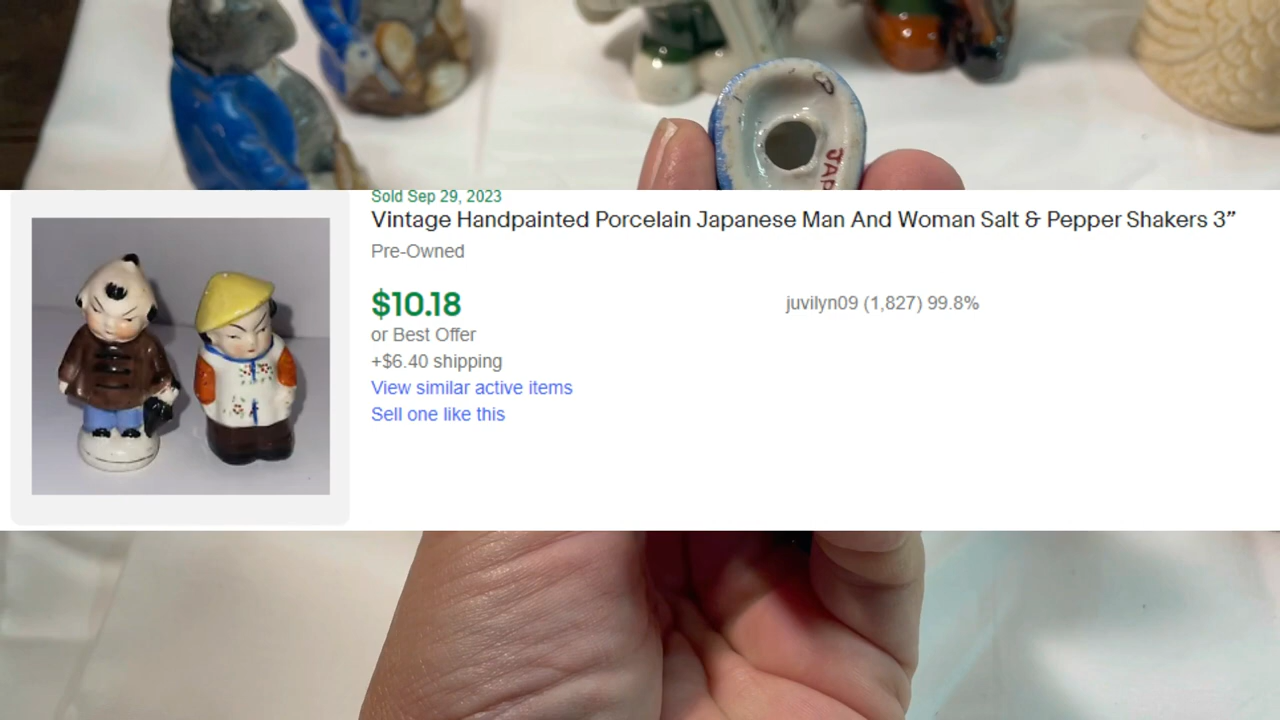 JAP
Sold Sep 29, 2023
Vintage Handpainted Porcelain Japanese Man And Woman Salt & Pepper Shakers 3”
Pre-Owned
$10.18
juvilyn09 (1,827) 99.8%
or Best Offer
+$6.40 shipping
View similar active items
Sell one like this